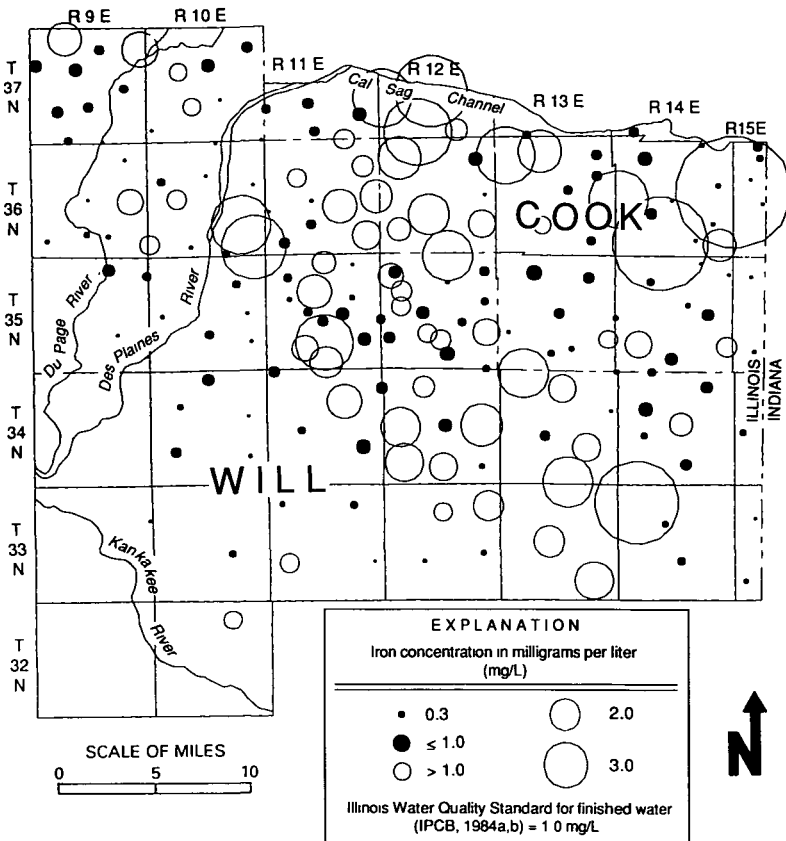 R 9 E
R 10 E
R 11 E
R 12 E
R 13 E
R 14 E
R15E
T
37
N
T
36
N
T
35
N
T
34
N
T
33
N
T
32
N
Cal Sag Channel
COOK
WILL
Du Page River
Des Plaines River
Kankakee River
ILLINOIS
INDIANA
SCALE OF MILES
0 5 10
EXPLANATION
Iron concentration in milligrams per liter
(mg/L)
0.3
≤ 1.0
> 1.0
2.0
3.0
Illinois Water Quality Standard for finished water
(IPCB, 1984a,b) = 1 0 mg/L
N